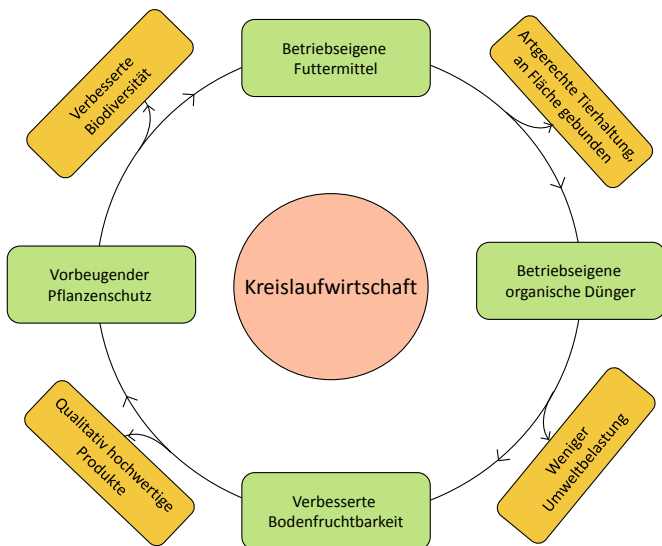 Betriebseigene
Futtermittel
Artgerechte Tierhaltung,
an Fläche gebunden
Betriebseigene
organische Dünger
Weniger
Umweltbelastung
Verbesserte
Bodenfruchtbarkeit
Qualitativ hochwertige
Produkte
Vorbeugender
Pflanzenschutz
Verbesserte
Biodiversität
Kreislaufwirtschaft